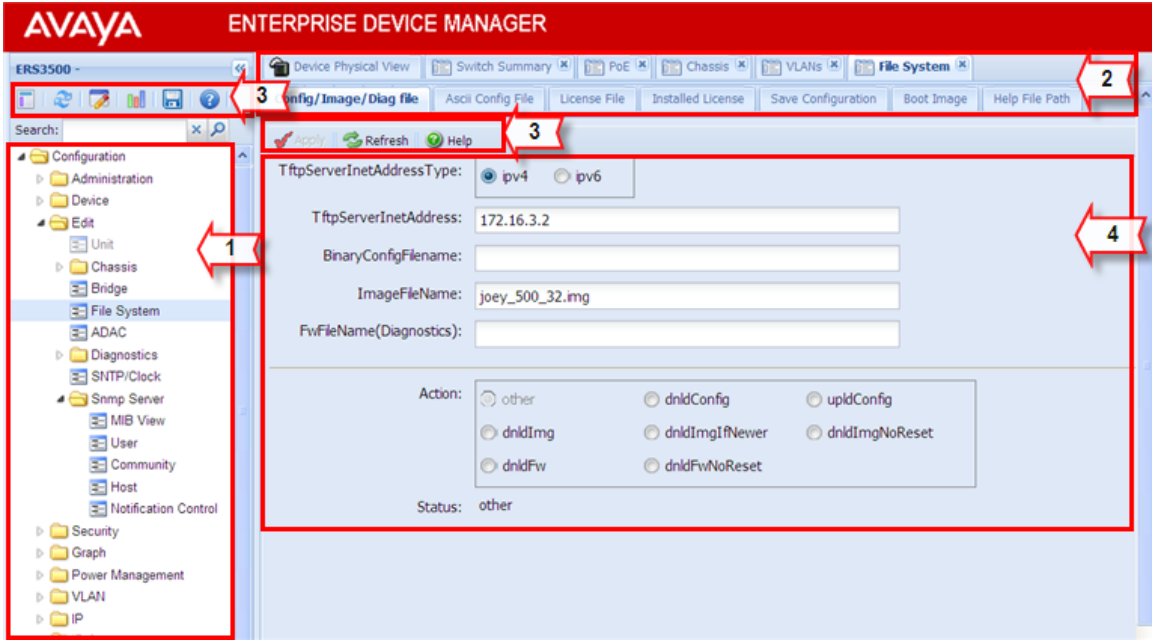 AVAYA ENTERPRISE DEVICE MANAGER
ERS3500 -
Device Physical View Switch Summary PoE Chassis VLANs File System
2
3
Config/Image/Diag file Ascii Config File License File Installed License Save Configuration Boot Image Help File Path
Search:
Apply Refresh Help
3
1
Configuration
Administration
Device
Edit
Unit
Chassis
Bridge
File System
ADAC
Diagnostics
SNTP/Clock
Snmp Server
MIB View
User
Community
Host
Notification Control
Security
Graph
Power Management
VLAN
IP
4
TftpServerInetAddressType: ipv4 ipv6
TftpServerInetAddress: 172.16.3.2
BinaryConfigFilename:
ImageFileName: joey_500_32.img
FwFileName(Diagnostics):
Action: other dnldConfig upldConfig
dnldImg dnldImgIfNewer dnldImgNoReset
dnldFw dnldFwNoReset
Status: other